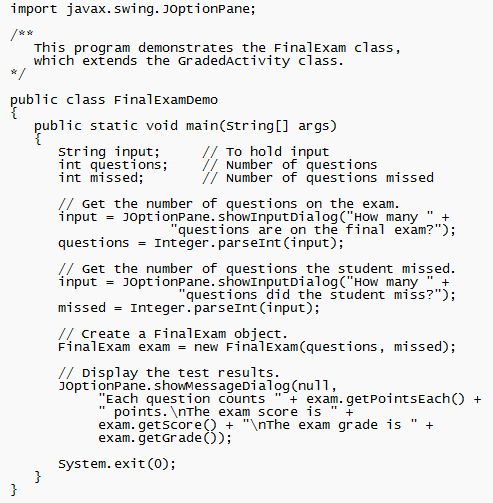 import javax.swing.JOptionPane;
/**
   This program demonstrates the FinalExam class,
   which extends the GradedActivity class.
*/
public class FinalExamDemo
{
   public static void main(String[] args)
   {
      String input;      // To hold input
      int questions;     // Number of questions
      int missed;        // Number of questions missed
      // Get the number of questions on the exam.
      input = JOptionPane.showInputDialog("How many " +
                    "questions are on the final exam?");
      questions = Integer.parseInt(input);
      // Get the number of questions the student missed.
      input = JOptionPane.showInputDialog("How many " +
                     "questions did the student miss?");
      missed = Integer.parseInt(input);
      // Create a FinalExam object.
      FinalExam exam = new FinalExam(questions, missed);
      // Display the test results.
      JOptionPane.showMessageDialog(null,
           "Each question counts " + exam.getPointsEach() +
           " points.\nThe exam score is " +
           exam.getScore() + "\nThe exam grade is " +
           exam.getGrade());
      System.exit(0);
   }
}